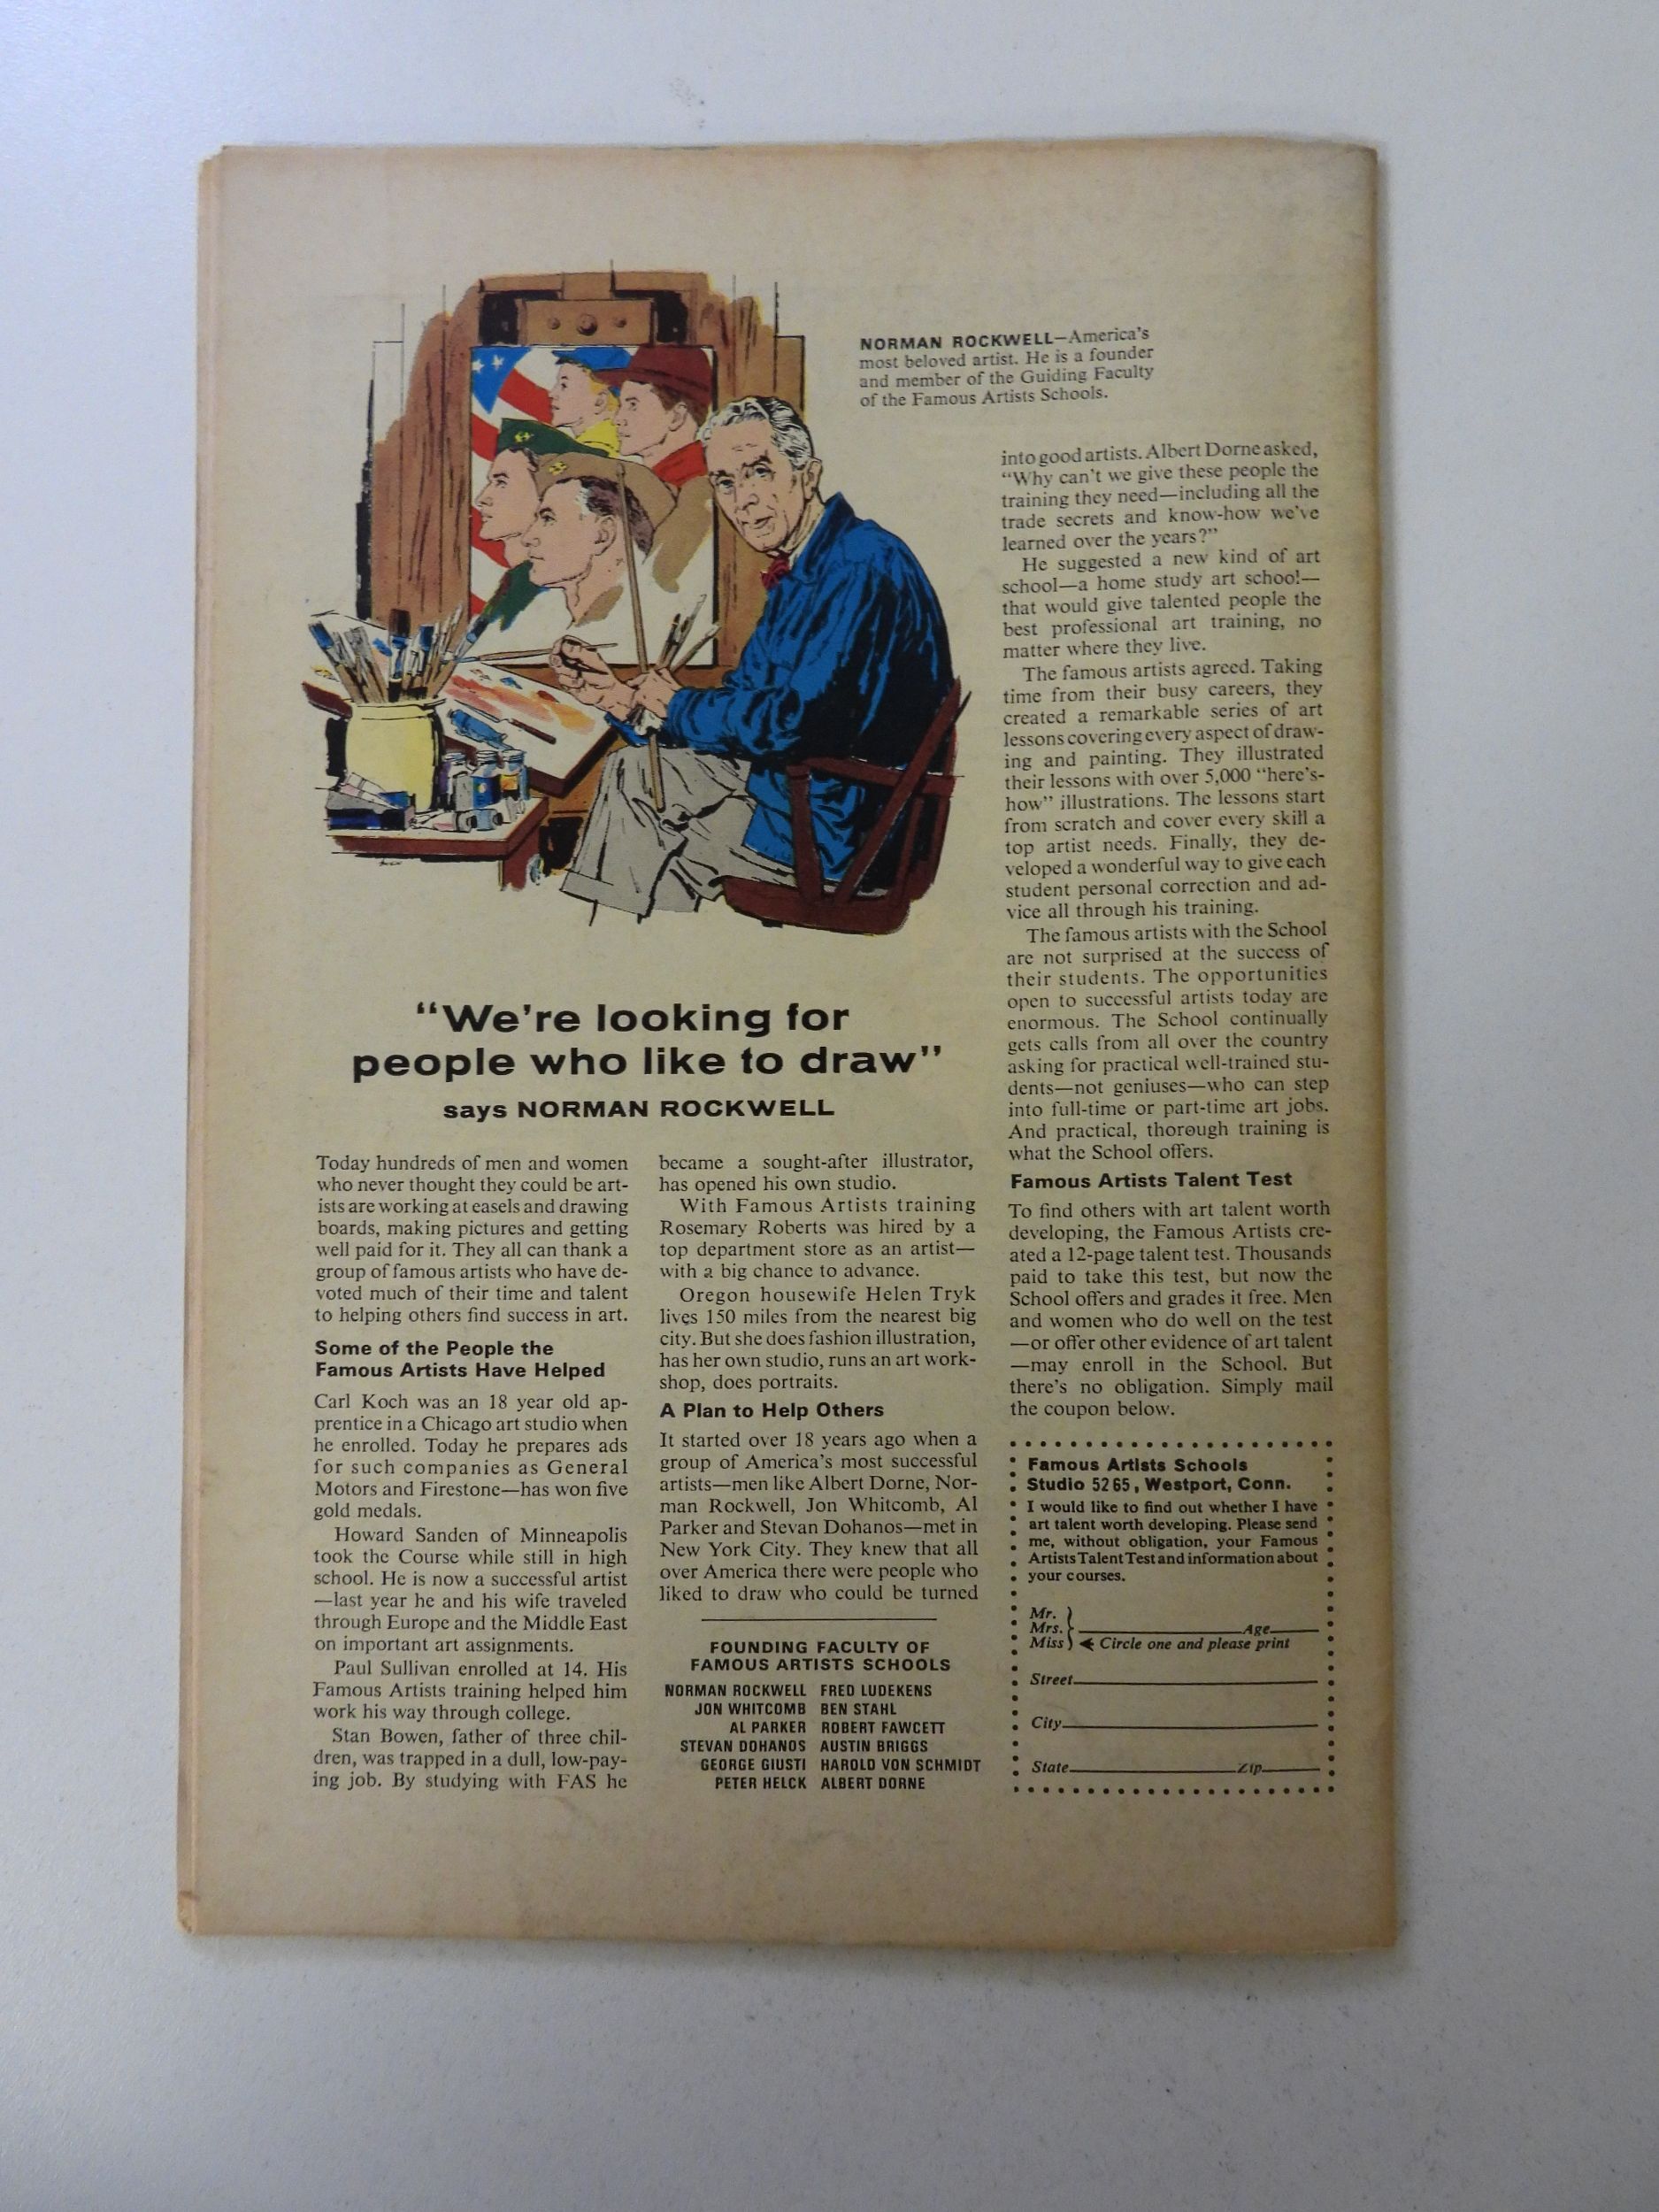 NORMAN ROCKWELL—America's
most beloved artist. He is a founder
and member of the Guiding Faculty
of the Famous Artists Schools.
"We're looking for
people who like to draw"
says NORMAN ROCKWELL
Today hundreds of men and women
who never thought they could be art-
ists are working at easels and drawing
boards, making pictures and getting
well paid for it. They all can thank a
group of famous artists who have de-
voted much of their time and talent
to helping others find success in art.
Some of the People the
Famous Artists Have Helped
Carl Koch was an 18 year old ap-
prentice in a Chicago art studio when
he enrolled. Today he prepares ads
for such companies as General
Motors and Firestone—has won five
gold medals.
Howard Sanden of Minneapolis
took the Course while still in high
school. He is now a successful artist
—last year he and his wife traveled
through Europe and the Middle East
on important art assignments.
Paul Sullivan enrolled at 14. His
Famous Artists training helped him
work his way through college.
Stan Bowen, father of three chil-
dren, was trapped in a dull, low-pay-
ing job. By studying with FAS he
became a sought-after illustrator,
has opened his own studio.
With Famous Artists training
Rosemary Roberts was hired by a
top department store as an artist—
with a big chance to advance.
Oregon housewife Helen Tryk
lives 150 miles from the nearest big
city. But she does fashion illustration,
has her own studio, runs an art work-
shop, does portraits.
A Plan to Help Others
It started over 18 years ago when a
group of America's most successful
artists—men like Albert Dorne, Nor-
man Rockwell, Jon Whitcomb, Al
Parker and Stevan Dohanos—met in
New York City. They knew that all
over America there were people who
liked to draw who could be turned
FOUNDING FACULTY OF
FAMOUS ARTISTS SCHOOLS
NORMAN ROCKWELL FRED LUDEKENS
JON WHITCOMB BEN STAHL
AL PARKER ROBERT FAWCETT
STEVAN DOHANOS AUSTIN BRIGGS
GEORGE GIUSTI HAROLD VON SCHMIDT
PETER HELCK ALBERT DORNE
into good artists. Albert Dorne asked,
"Why can't we give these people the
training they need—including all the
trade secrets and know-how we've
learned over the years?"
He suggested a new kind of art
school—a home study art school—
that would give talented people the
best professional art training, no
matter where they live.
The famous artists agreed. Taking
time from their busy careers, they
created a remarkable series of art
lessons covering every aspect of draw-
ing and painting. They illustrated
their lessons with over 5,000 "here's-
how" illustrations. The lessons start
from scratch and cover every skill a
top artist needs. Finally, they de-
veloped a wonderful way to give each
student personal correction and ad-
vice all through his training.
The famous artists with the School
are not surprised at the success of
their students. The opportunities
open to successful artists today are
enormous. The School continually
gets calls from all over the country
asking for practical well-trained stu-
dents—not geniuses—who can step
into full-time or part-time art jobs.
And practical, thorough training is
what the School offers.
Famous Artists Talent Test
To find others with art talent worth
developing, the Famous Artists cre-
ated a 12-page talent test. Thousands
paid to take this test, but now the
School offers and grades it free. Men
and women who do well on the test
—or offer other evidence of art talent
—may enroll in the School. But
there's no obligation. Simply mail
the coupon below.
Famous Artists Schools
Studio 5265, Westport, Conn.
I would like to find out whether I have
art talent worth developing. Please send
me, without obligation, your Famous
Artists Talent Test and information about
your courses.
Mr.
Mrs. Age
Miss Circle one and please print
Street
City
State Zip